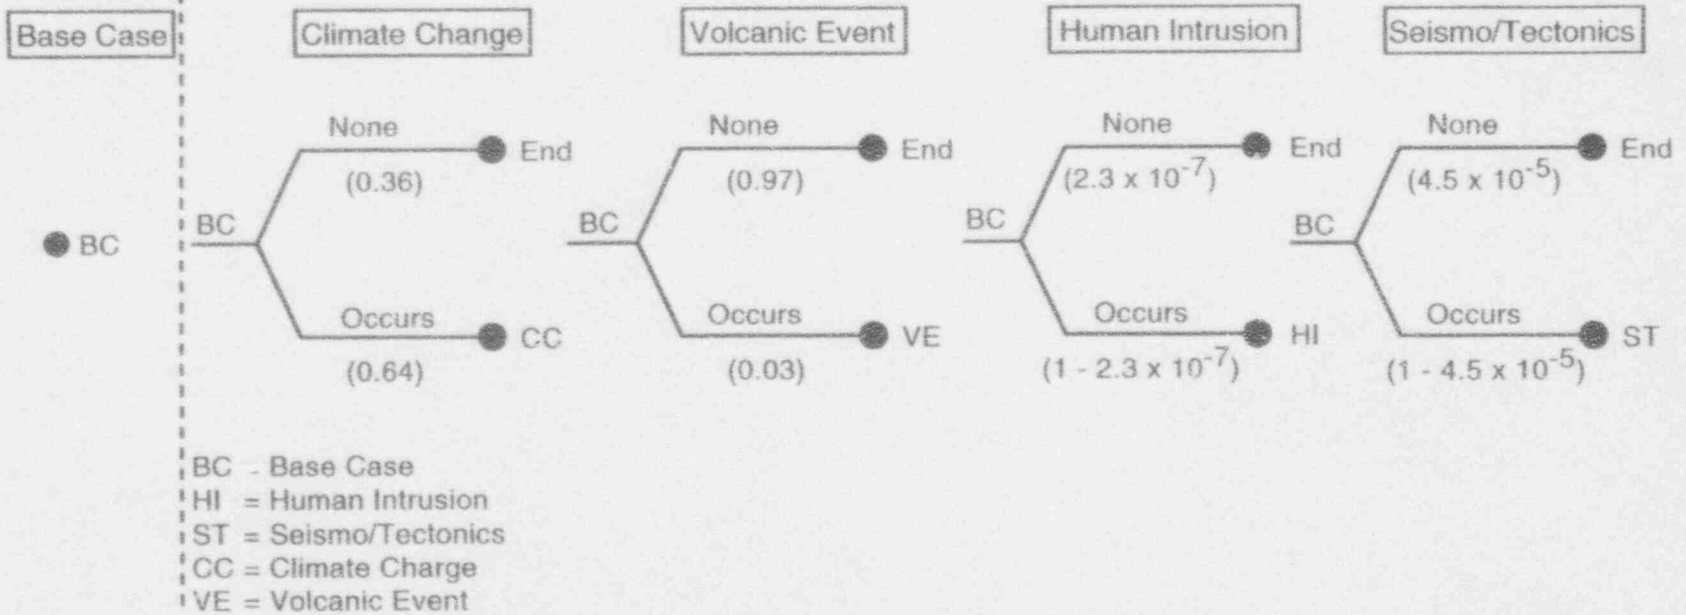 Base Case
Climate Change
Volcanic Event
Human Intrusion
Seismo/Tectonics
None
None
None
None
End
End
End
End
(0.36)
(0.97)
(2.3 x 10⁻⁷)
(4.5 x 10⁻⁵)
BC
BC
BC
BC
BC
Occurs
Occurs
Occurs
Occurs
CC
VE
HI
ST
(0.64)
(0.03)
(1 - 2.3 x 10⁻⁷)
(1 - 4.5 x 10⁻⁵)
BC - Base Case
HI = Human Intrusion
ST = Seismo/Tectonics
CC = Climate Charge
VE = Volcanic Event